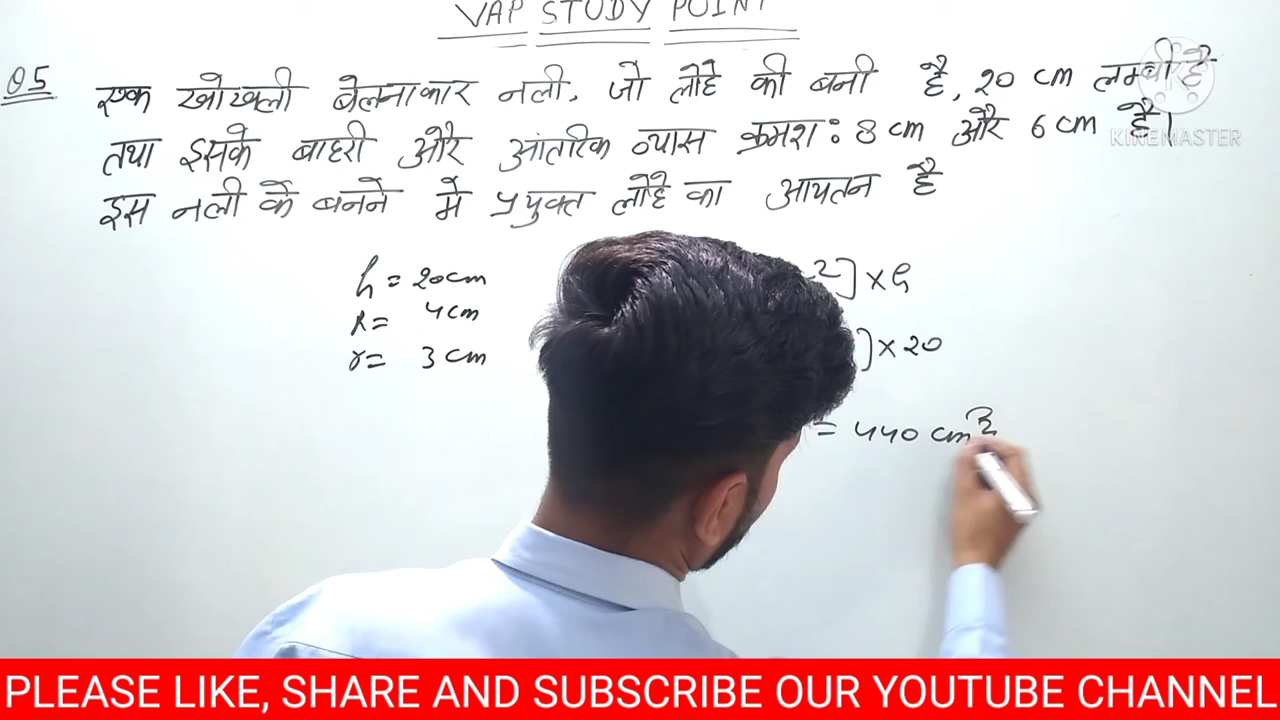 VAP STUDY POINT
Q5 एक खोखली बेलनाकार नली, जो लोहे की बनी है, 20 cm लम्बी है
तथा इसके बाहरी और आंतरिक व्यास क्रमश: 8 cm और 6 cm है।
KINEMASTER
इस नली के बनने में प्रयुक्त लोहे का आयतन है
h = 20cm
R = 4cm
r = 3 cm
2] × h
] × 20
= 440 cm3
PLEASE LIKE, SHARE AND SUBSCRIBE OUR YOUTUBE CHANNEL